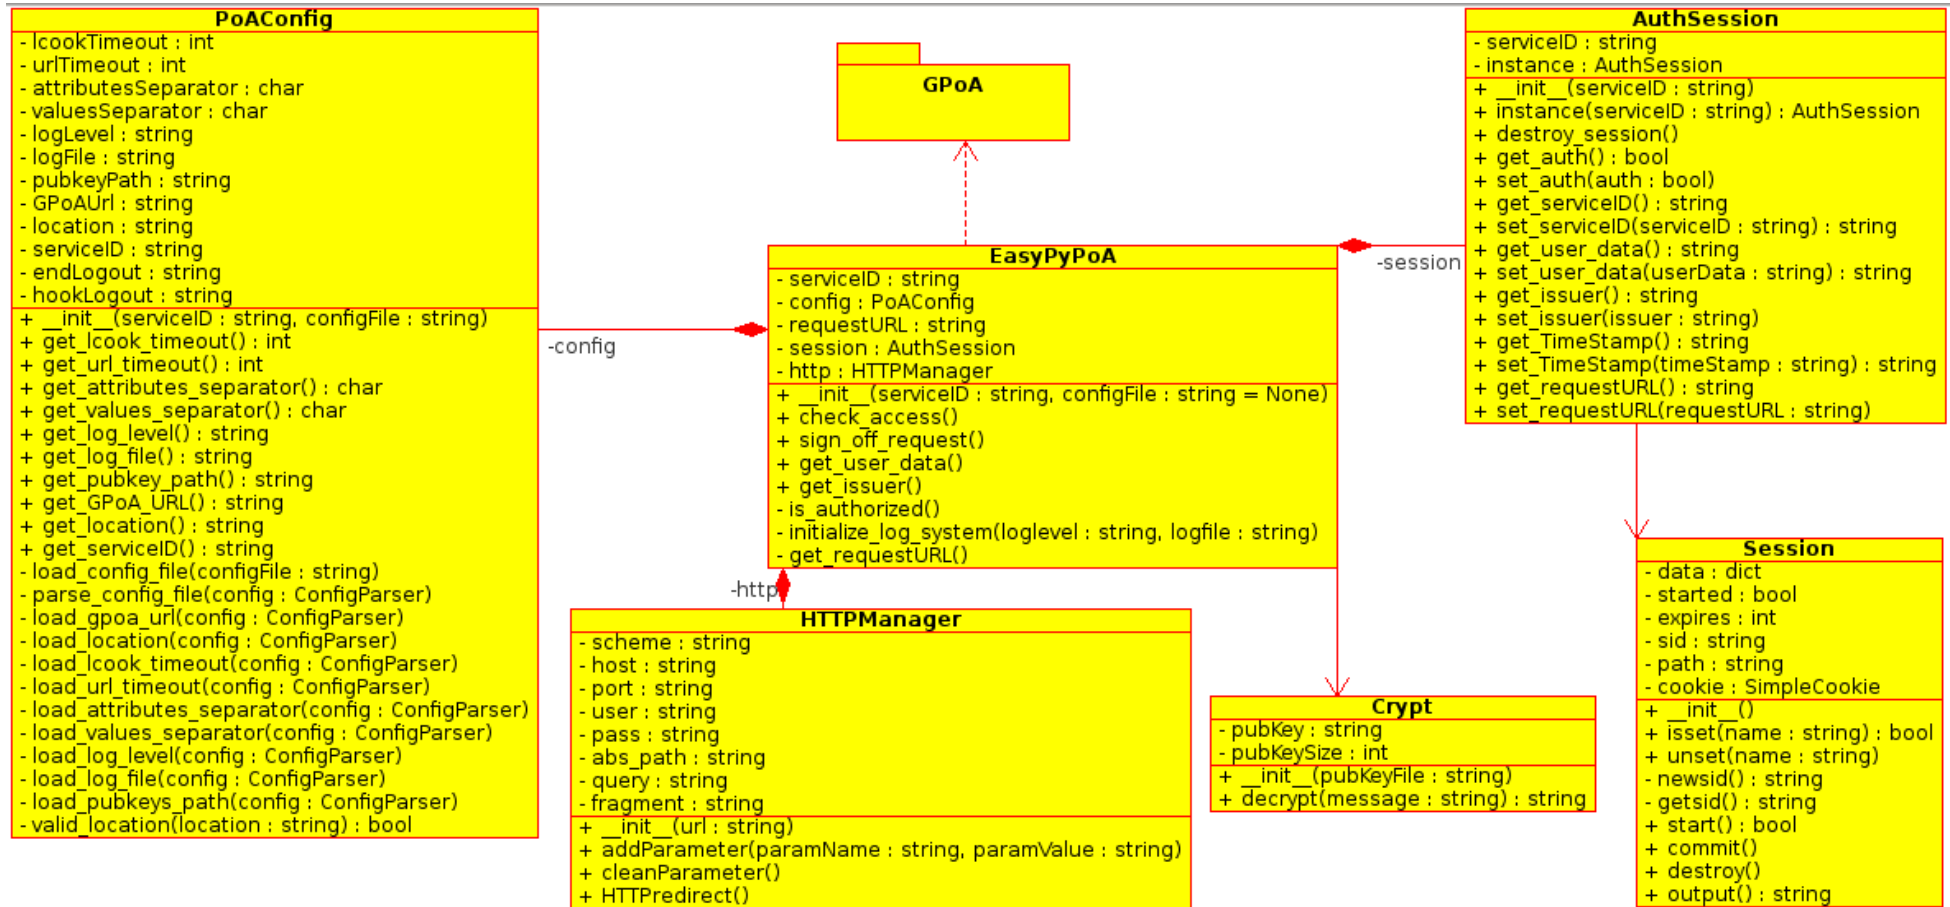 PoAConfig
- lcookTimeout : int
- urlTimeout : int
- attributesSeparator : char
- valuesSeparator : char
- logLevel : string
- logFile : string
- pubkeyPath : string
- GPoAUrl : string
- location : string
- serviceID : string
- endLogout : string
- hookLogout : string
+ __init__(serviceID : string, configFile : string)
+ get_lcook_timeout() : int
+ get_url_timeout() : int
+ get_attributes_separator() : char
+ get_values_separator() : char
+ get_log_level() : string
+ get_log_file() : string
+ get_pubkey_path() : string
+ get_GPoA_URL() : string
+ get_location() : string
+ get_serviceID() : string
- load_config_file(configFile : string)
- parse_config_file(config : ConfigParser)
- load_gpoa_url(config : ConfigParser)
- load_location(config : ConfigParser)
- load_lcook_timeout(config : ConfigParser)
- load_url_timeout(config : ConfigParser)
- load_attributes_separator(config : ConfigParser)
- load_values_separator(config : ConfigParser)
- load_log_level(config : ConfigParser)
- load_log_file(config : ConfigParser)
- load_pubkeys_path(config : ConfigParser)
- valid_location(location : string) : bool
-config
GPoA
EasyPyPoA
- serviceID : string
- config : PoAConfig
- requestURL : string
- session : AuthSession
- http : HTTPManager
+ __init__(serviceID : string, configFile : string = None)
+ check_access()
+ sign_off_request()
+ get_user_data()
+ get_issuer()
- is_authorized()
- initialize_log_system(loglevel : string, logfile : string)
- get_requestURL()
-http
HTTPManager
- scheme : string
- host : string
- port : string
- user : string
- pass : string
- abs_path : string
- query : string
- fragment : string
+ __init__(url : string)
+ addParameter(paramName : string, paramValue : string)
+ cleanParameter()
+ HTTPredirect()
-session
AuthSession
- serviceID : string
- instance : AuthSession
+ __init__(serviceID : string)
+ instance(serviceID : string) : AuthSession
+ destroy_session()
+ get_auth() : bool
+ set_auth(auth : bool)
+ get_serviceID() : string
+ set_serviceID(serviceID : string) : string
+ get_user_data() : string
+ set_user_data(userData : string) : string
+ get_issuer() : string
+ set_issuer(issuer : string)
+ get_TimeStamp() : string
+ set_TimeStamp(timeStamp : string) : string
+ get_requestURL() : string
+ set_requestURL(requestURL : string)
Crypt
- pubKey : string
- pubKeySize : int
+ __init__(pubKeyFile : string)
+ decrypt(message : string) : string
Session
- data : dict
- started : bool
- expires : int
- sid : string
- path : string
- cookie : SimpleCookie
+ __init__()
+ isset(name : string) : bool
+ unset(name : string)
- newsid() : string
- getsid() : string
+ start() : bool
+ commit()
+ destroy()
+ output() : string